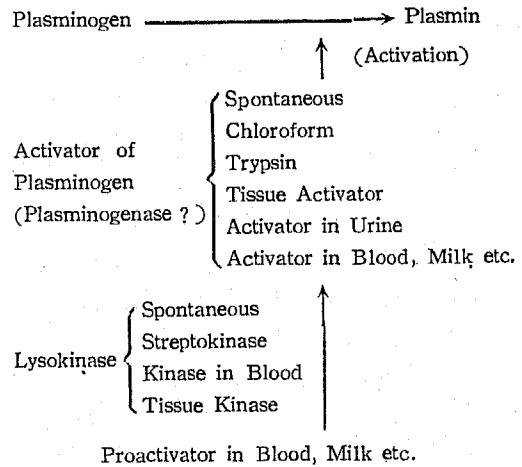 Plasminogen Plasmin
(Activation)
Spontaneous
Chloroform
Trypsin
Tissue Activator
Activator in Urine
Activator in Blood, Milk etc.
Activator of
Plasminogen
(Plasminogenase ?)
Spontaneous
Streptokinase
Kinase in Blood
Tissue Kinase
Lysokinase
Proactivator in Blood, Milk etc.